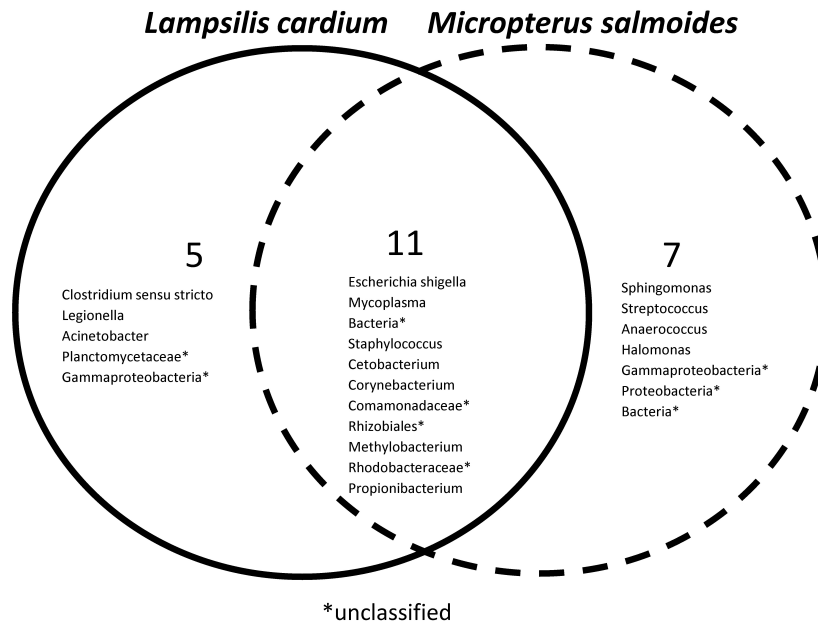 Lampsilis cardium
Micropterus salmoides
5
Clostridium sensu stricto
Legionella
Acinetobacter
Planctomycetaceae*
Gammaproteobacteria*
11
Escherichia shigella
Mycoplasma
Bacteria*
Staphylococcus
Cetobacterium
Corynebacterium
Comamonadaceae*
Rhizobiales*
Methylobacterium
Rhodobacteraceae*
Propionibacterium
7
Sphingomonas
Streptococcus
Anaerococcus
Halomonas
Gammaproteobacteria*
Proteobacteria*
Bacteria*
*unclassified